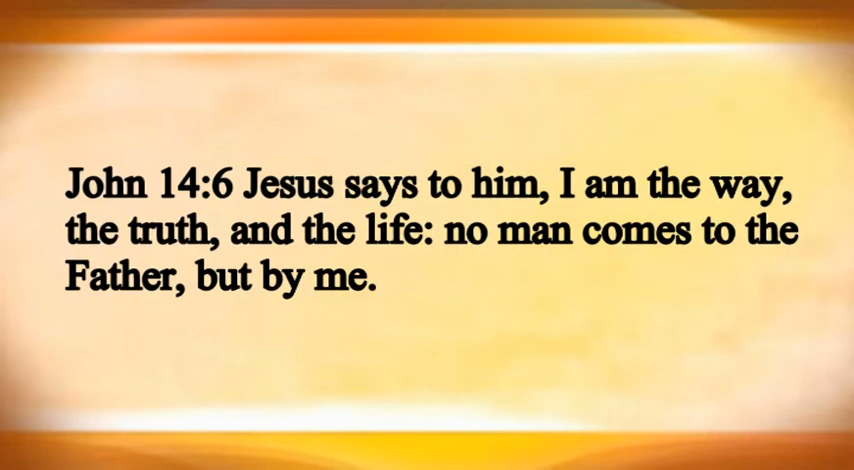 John 14:6 Jesus says to him, I am the way,
the truth, and the life: no man comes to the
Father, but by me.